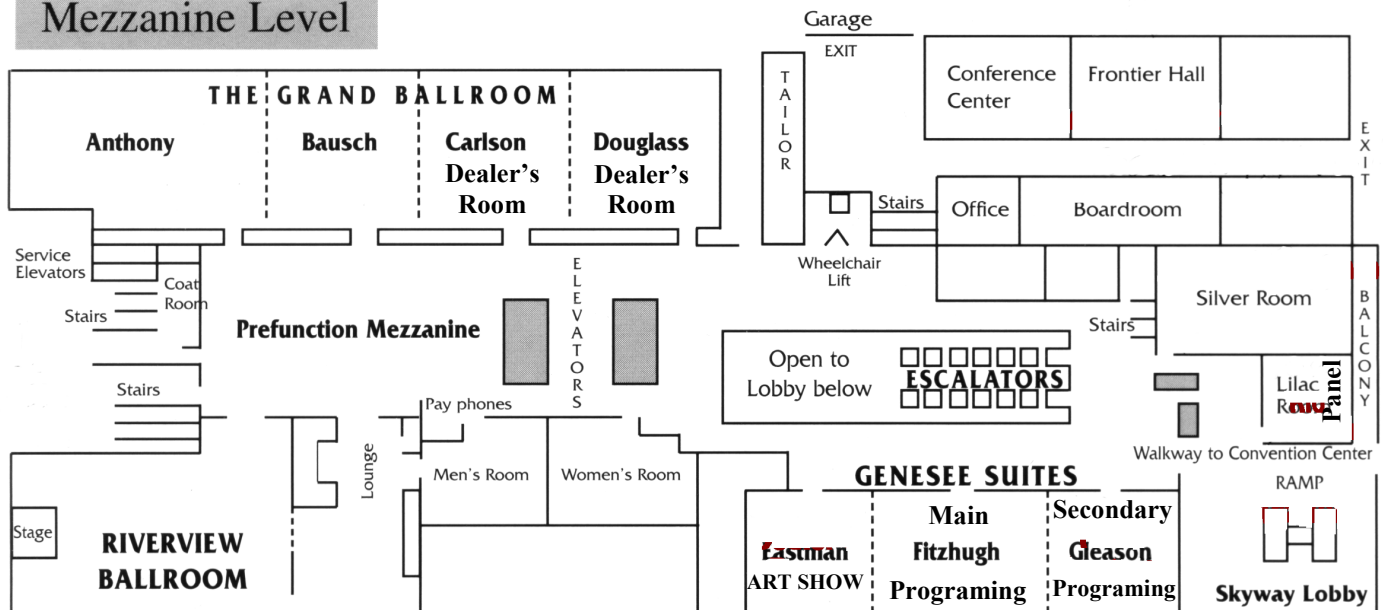 Mezzanine Level
Garage
EXIT
THE GRAND BALLROOM
Anthony
Bausch
Carlson
Dealer's
Room
Douglass
Dealer's
Room
TAILOR
Conference
Center
Frontier Hall
EXIT
Stairs
Office
Boardroom
Wheelchair
Lift
Service
Elevators
Coat
Room
Stairs
Prefunction Mezzanine
ELEVATORS
Silver Room
BALCONY
Stairs
Open to
Lobby below
ESCALATORS
Lilac
Room
Panel
Stairs
Pay phones
Lounge
Men's Room
Women's Room
Walkway to Convention Center
RAMP
GENESEE SUITES
Stage
RIVERVIEW
BALLROOM
Eastman
ART SHOW
Main
Fitzhugh
Programing
Secondary
Gleason
Programing
Skyway Lobby